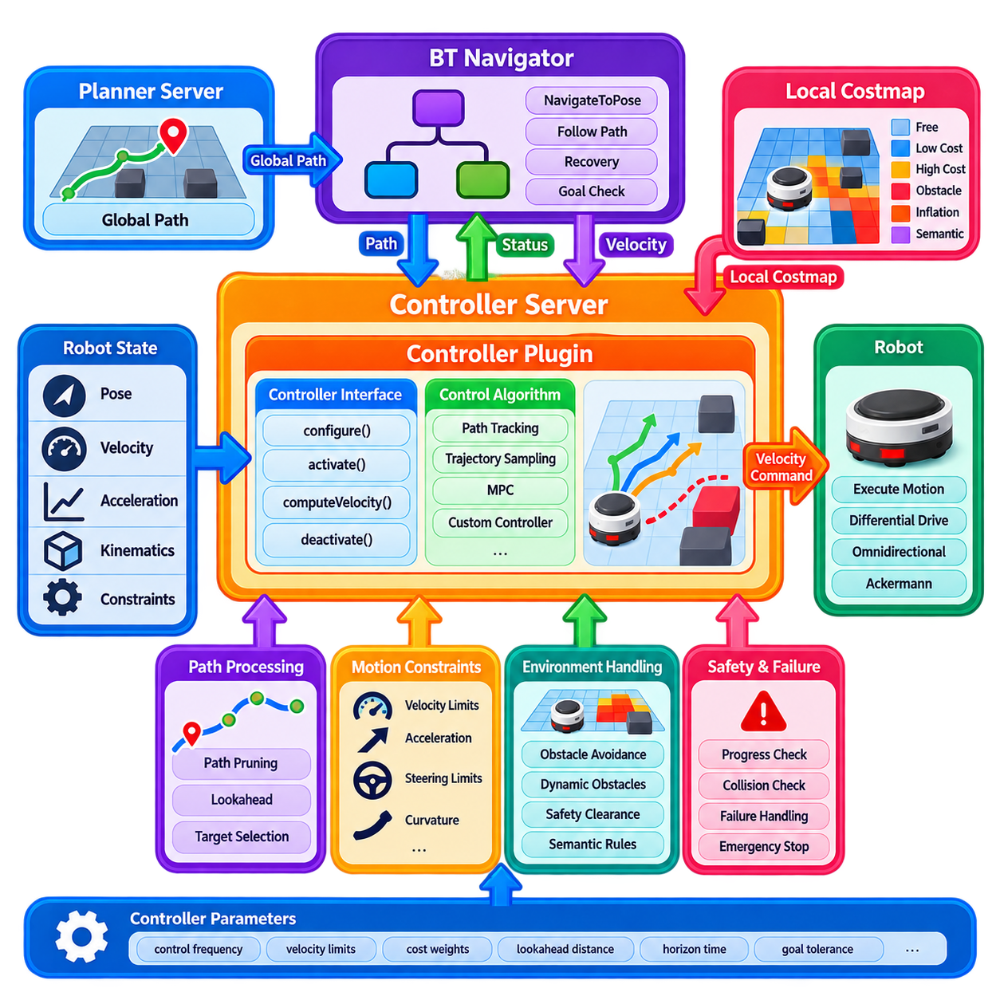 BT Navigator
NavigateToPose
Follow Path
Recovery
Goal Check
Planner Server
Global Path
Global Path
Local Costmap
Free
Low Cost
High Cost
Obstacle
Inflation
Semantic
Path
Status
Velocity
Local Costmap
Controller Server
Controller Plugin
Controller Interface
configure()
activate()
computeVelocity()
deactivate()
Control Algorithm
Path Tracking
Trajectory Sampling
MPC
Custom Controller
...
Robot State
Pose
Velocity
Acceleration
Kinematics
Constraints
Velocity
Command
Robot
Execute Motion
Differential Drive
Omnidirectional
Ackermann
Path Processing
Path Pruning
Lookahead
Target Selection
Motion Constraints
Velocity Limits
Acceleration
Steering Limits
Curvature
...
Environment Handling
Obstacle Avoidance
Dynamic Obstacles
Safety Clearance
Semantic Rules
Safety & Failure
Progress Check
Collision Check
Failure Handling
Emergency Stop
Controller Parameters
control frequency
velocity limits
cost weights
lookahead distance
horizon time
goal tolerance
...